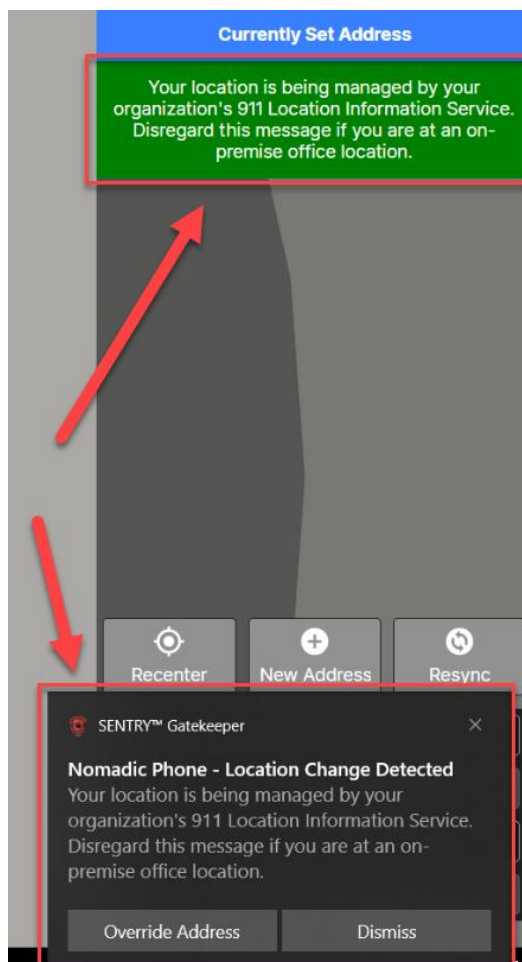 Currently Set Address
Your location is being managed by your
organization's 911 Location Information Service.
Disregard this message if you are at an on-
premise office location.
Recenter
New Address
Resync
SENTRY™ Gatekeeper
Nomadic Phone - Location Change Detected
Your location is being managed by your
organization's 911 Location Information Service.
Disregard this message if you are at an on-
premise office location.
Override Address
Dismiss